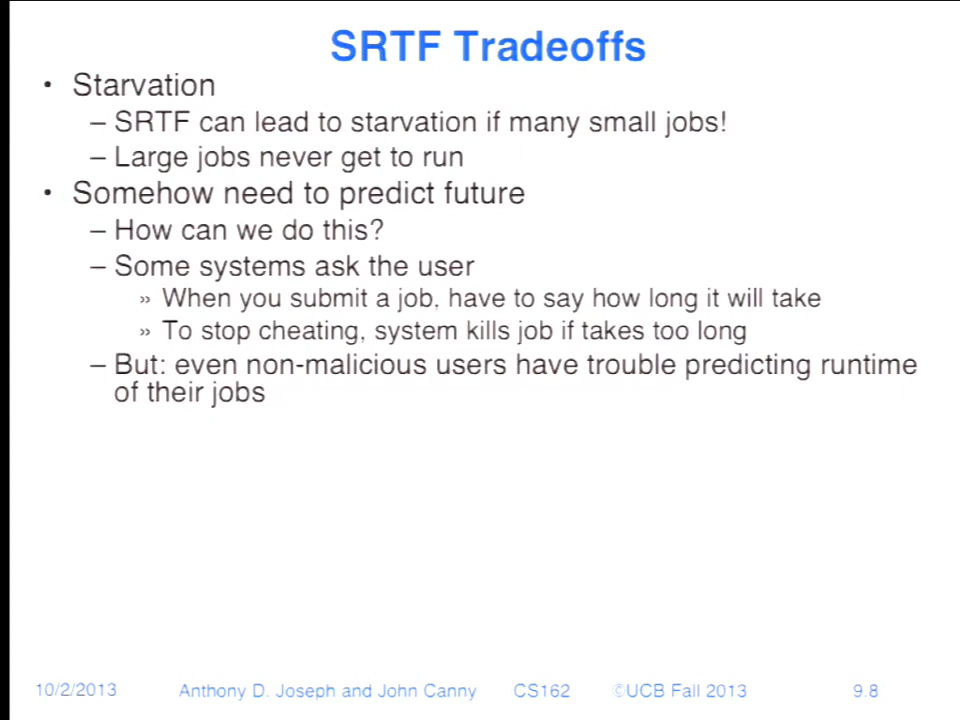 SRTF Tradeoffs
• Starvation
– SRTF can lead to starvation if many small jobs!
– Large jobs never get to run
• Somehow need to predict future
– How can we do this?
– Some systems ask the user
» When you submit a job, have to say how long it will take
» To stop cheating, system kills job if takes too long
– But: even non-malicious users have trouble predicting runtime
of their jobs
10/2/2013 Anthony D. Joseph and John Canny CS162 ©UCB Fall 2013 9.8